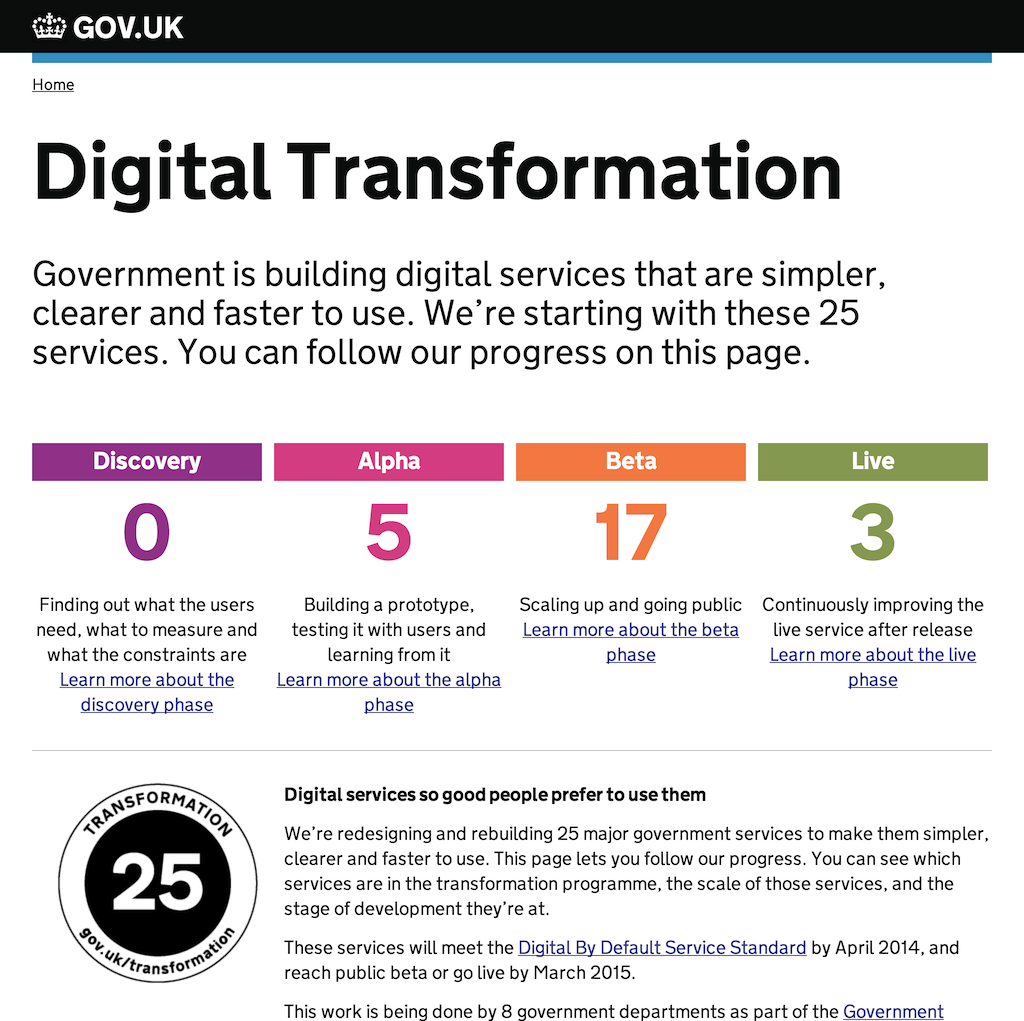 GOV.UK
Home
Digital Transformation
Government is building digital services that are simpler,
clearer and faster to use. We’re starting with these 25
services. You can follow our progress on this page.
Discovery
0
Finding out what the users
need, what to measure and
what the constraints are
Learn more about the
discovery phase
Alpha
5
Building a prototype,
testing it with users and
learning from it
Learn more about the alpha
phase
Beta
17
Scaling up and going public
Learn more about the beta
phase
Live
3
Continuously improving the
live service after release
Learn more about the live
phase
TRANSFORMATION
25
gov.uk/transformation
Digital services so good people prefer to use them
We’re redesigning and rebuilding 25 major government services to make them simpler,
clearer and faster to use. This page lets you follow our progress. You can see which
services are in the transformation programme, the scale of those services, and the
stage of development they’re at.
These services will meet the Digital By Default Service Standard by April 2014, and
reach public beta or go live by March 2015.
This work is being done by 8 government departments as part of the Government